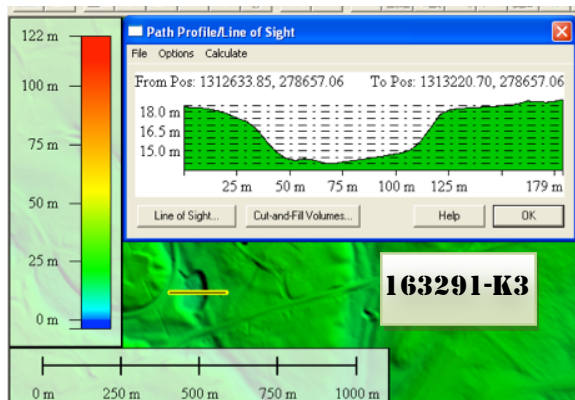 122 m
100 m
75 m
50 m
25 m
0 m
Path Profile/Line of Sight
File Options Calculate
From Pos: 1312633.85, 278657.06 To Pos: 1313220.70, 278657.06
18.0 m
16.5 m
15.0 m
25 m 50 m 75 m 100 m 125 m 179 m
Line of Sight... Cut-and-Fill Volumes... Help OK
163291-K3
0 m 250 m 500 m 750 m 1000 m